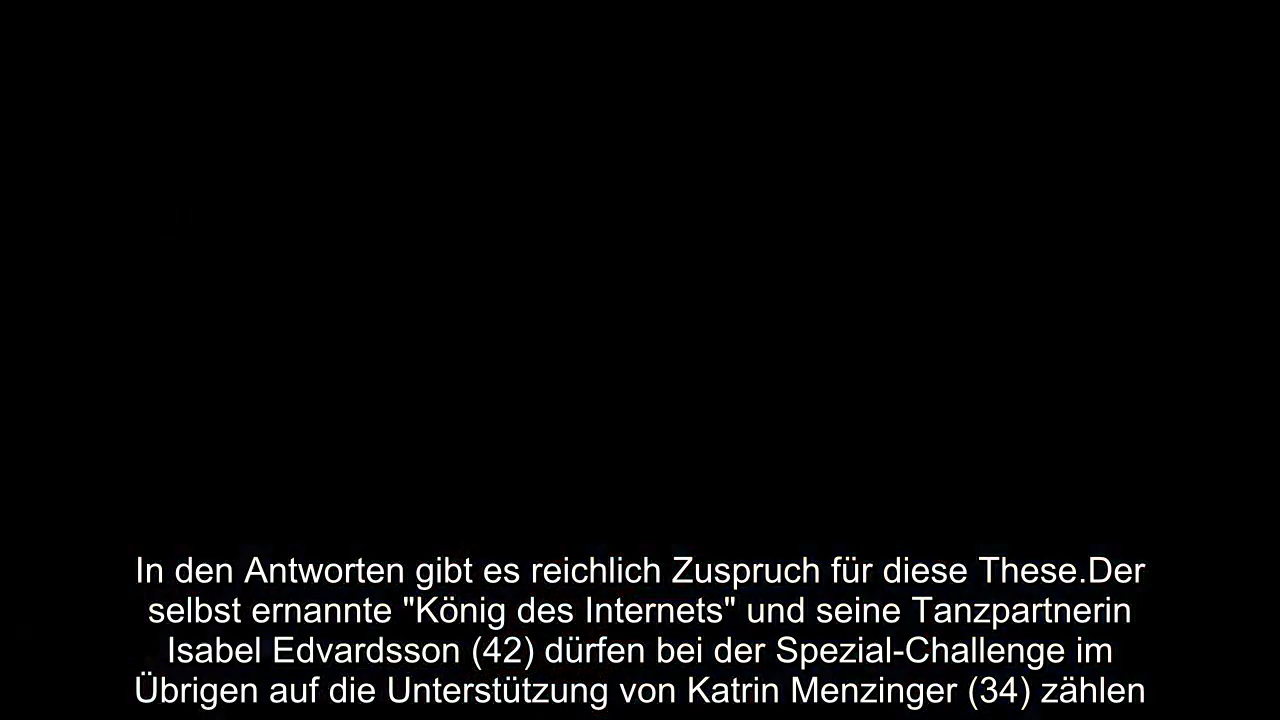 In den Antworten gibt es reichlich Zuspruch für diese These.Der
selbst ernannte "König des Internets" und seine Tanzpartnerin
Isabel Edvardsson (42) dürfen bei der Spezial-Challenge im
Übrigen auf die Unterstützung von Katrin Menzinger (34) zählen